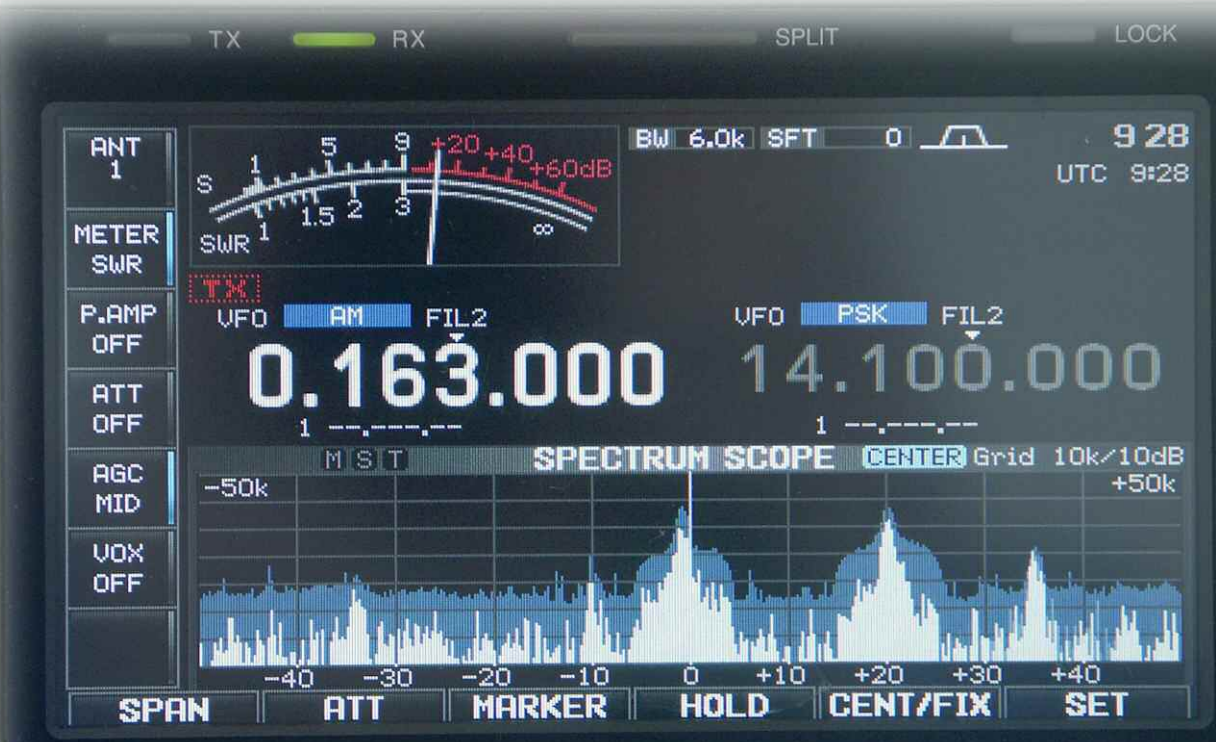 TX RX SPLIT LOCK
ANT
1
METER
SWR
P.AMP
OFF
ATT
OFF
AGC
MID
VOX
OFF
S 1 5 9 +20 +40 +60dB
SWR 1 1.5 2 3 ∞
BW 6.0k SFT 0
9 28
UTC 9:28
TX
VFO AM FIL2
0.163.000
1 --.---.--
VFO PSK FIL2
14.100.000
1 --.---.--
M S T SPECTRUM SCOPE CENTER Grid 10k/10dB
-50k +50k
-40 -30 -20 -10 0 +10 +20 +30 +40
SPAN ATT MARKER HOLD CENT/FIX SET